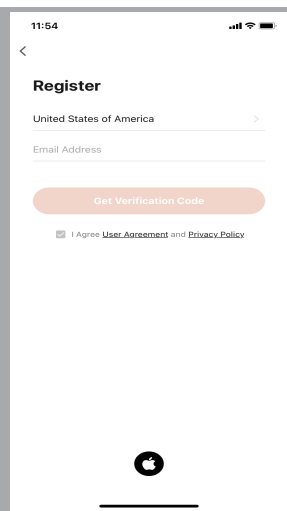 11:54
Register
United States of America
Email Address
Get Verification Code
I Agree User Agreement and Privacy Policy